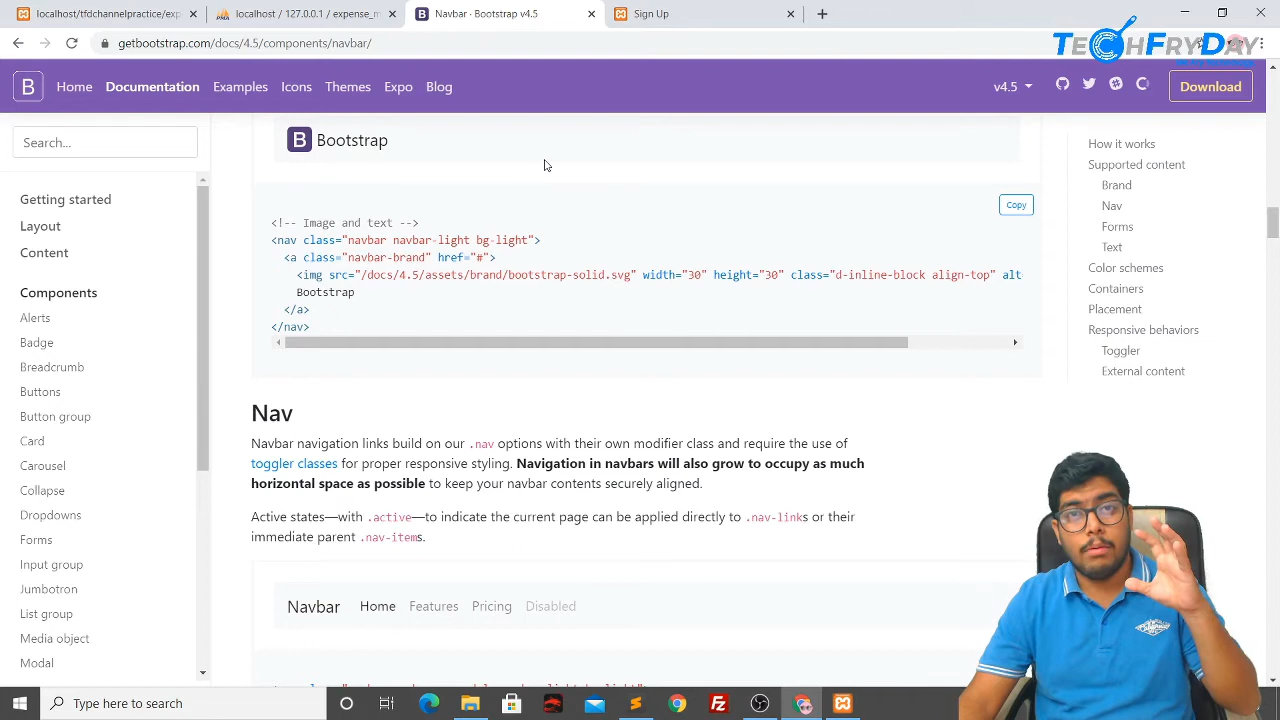 localhost/tfdchannelpractice/exp
localhost / 127.0.0.1 / expense_m
Navbar · Bootstrap v4.5
Sign Up
getbootstrap.com/docs/4.5/components/navbar/
TECHFRYDAY
B
Home
Documentation
Examples
Icons
Themes
Expo
Blog
v4.5
Download
Search...
Getting started
Layout
Content
Components
Alerts
Badge
Breadcrumb
Buttons
Button group
Card
Carousel
Collapse
Dropdowns
Forms
Input group
Jumbotron
List group
Media object
Modal
B Bootstrap
Copy
<!-- Image and text -->
<nav class="navbar navbar-light bg-light">
<a class="navbar-brand" href="#">
<img src="/docs/4.5/assets/brand/bootstrap-solid.svg" width="30" height="30" class="d-inline-block align-top" alt
Bootstrap
</a>
</nav>
Nav
Navbar navigation links build on our .nav options with their own modifier class and require the use of
toggler classes for proper responsive styling. Navigation in navbars will also grow to occupy as much
horizontal space as possible to keep your navbar contents securely aligned.
Active states—with .active—to indicate the current page can be applied directly to .nav-links or their
immediate parent .nav-items.
Navbar Home Features Pricing Disabled
How it works
Supported content
Brand
Nav
Forms
Text
Color schemes
Containers
Placement
Responsive behaviors
Toggler
External content
Type here to search